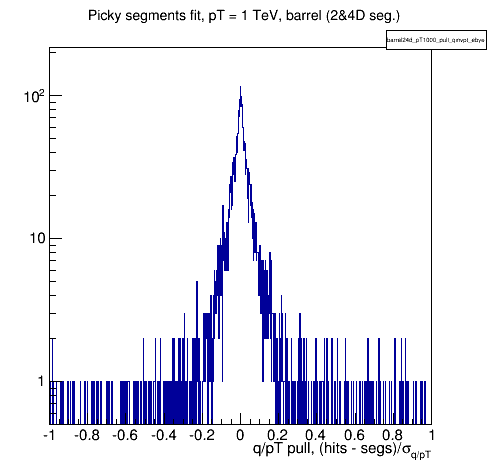 Picky segments fit, pT = 1 TeV, barrel (2&4D seg.)
barrel24d_pT1000_pull_qinvpt_ebye
10²
10
1
-1 -0.8 -0.6 -0.4 -0.2 0 0.2 0.4 0.6 0.8 1
q/pT pull, (hits - segs)/σq/pT